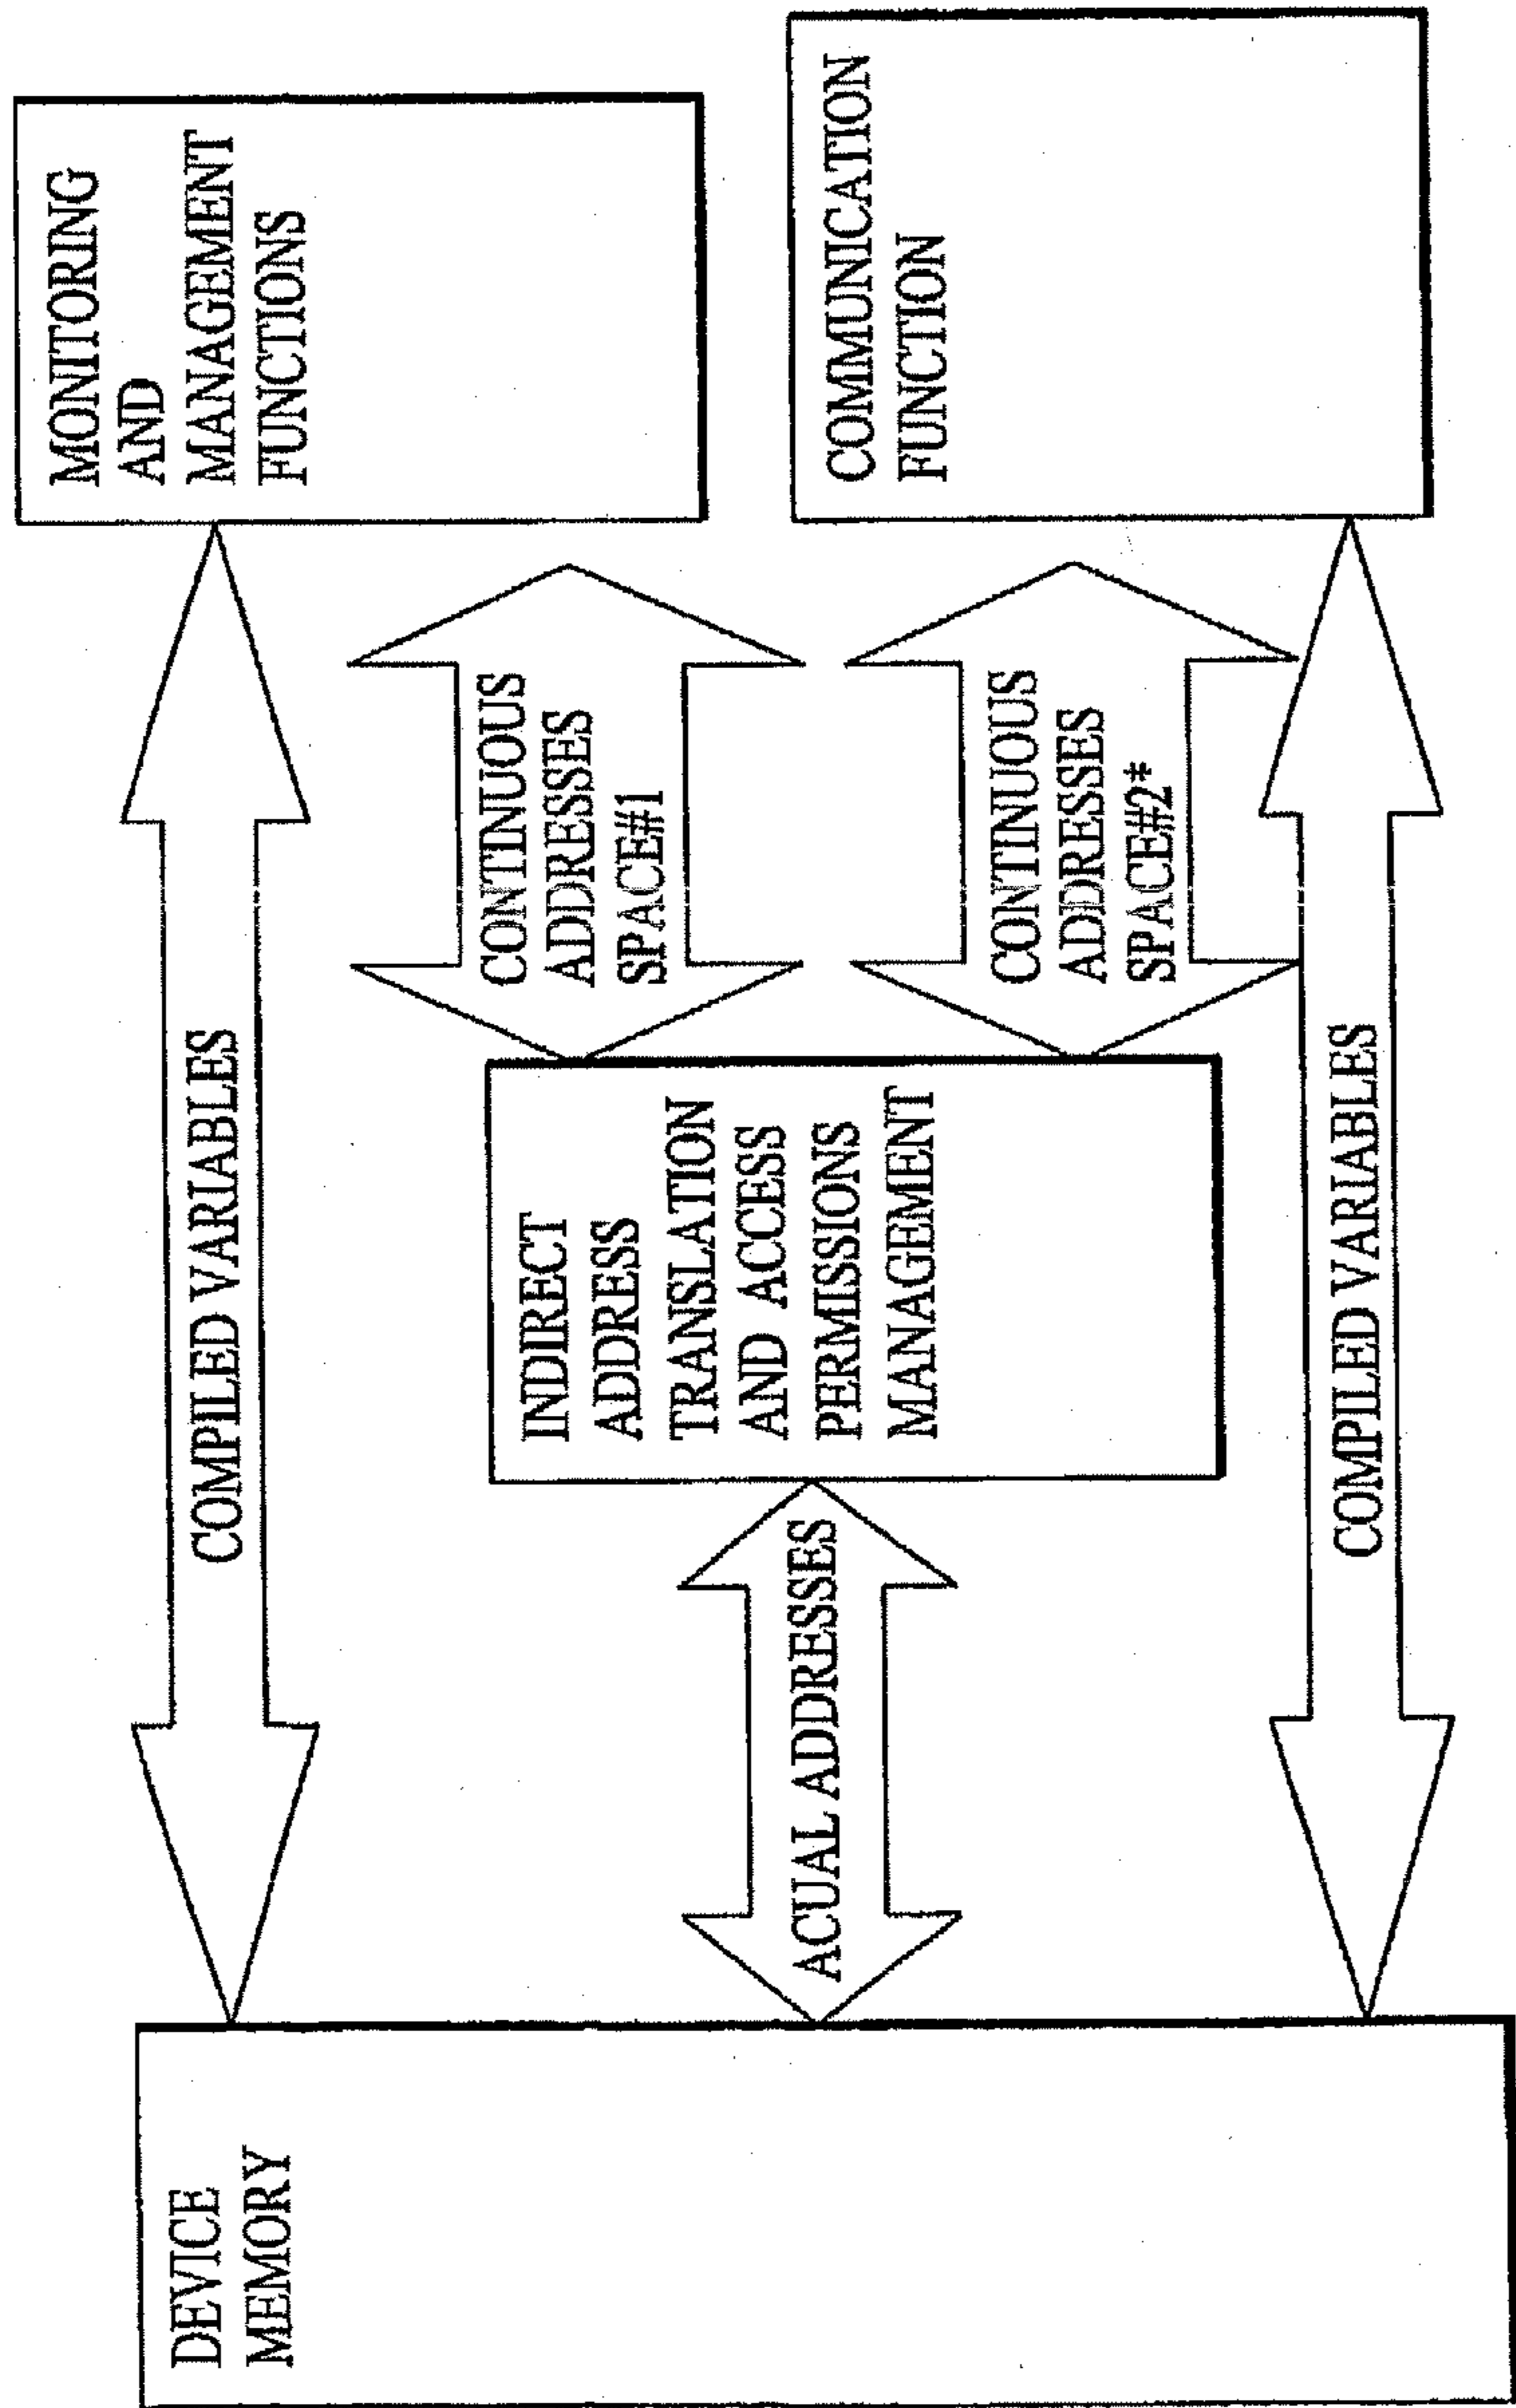 MONITORING
AND
MANAGEMENT
FUNCTIONS
COMMUNICATION
FUNCTION
COMPILED VARIABLES
CONTINUOUS
ADDRESSES
SPACE#1
CONTINUOUS
ADDRESSES
SPACE#2*
COMPILED VARIABLES
INDIRECT
ADDRESS
TRANSLATION
AND ACCESS
PERMISSIONS
MANAGEMENT
ACUAL ADDRESSES
DEVICE
MEMORY